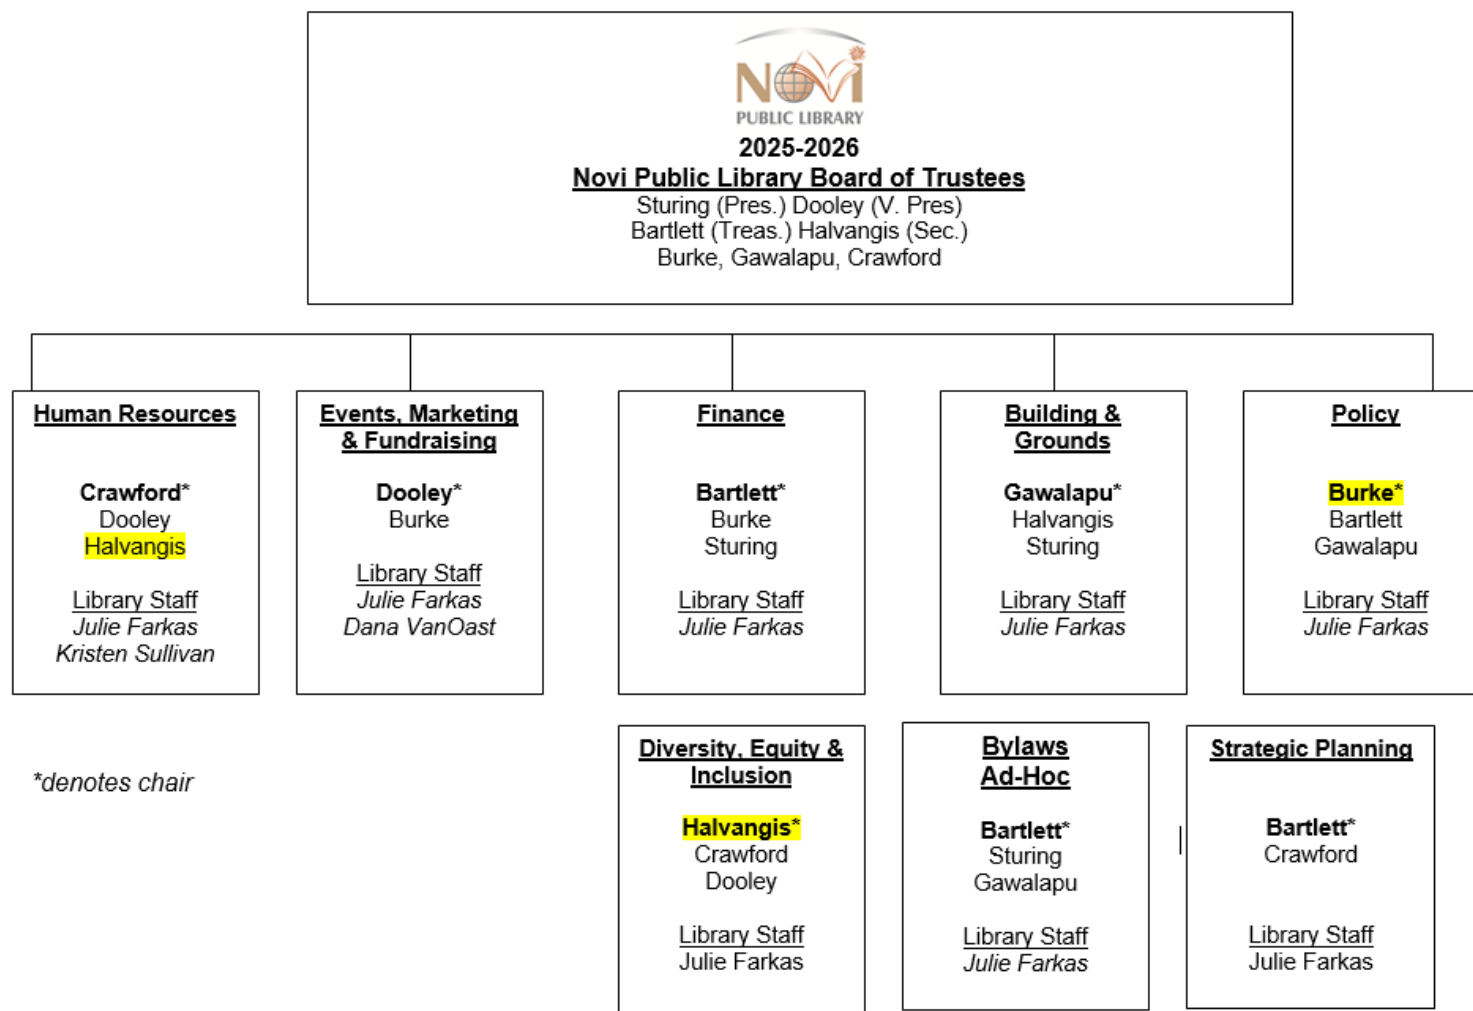 NOVI
PUBLIC LIBRARY
2025-2026
Novi Public Library Board of Trustees
Sturing (Pres.) Dooley (V. Pres)
Bartlett (Treas.) Halvangis (Sec.)
Burke, Gawalapu, Crawford
Human Resources
Crawford*
Dooley
Halvangis
Library Staff
Julie Farkas
Kristen Sullivan
Events, Marketing
& Fundraising
Dooley*
Burke
Library Staff
Julie Farkas
Dana VanOast
Finance
Bartlett*
Burke
Sturing
Library Staff
Julie Farkas
Building &
Grounds
Gawalapu*
Halvangis
Sturing
Library Staff
Julie Farkas
Policy
Burke*
Bartlett
Gawalapu
Library Staff
Julie Farkas
*denotes chair
Diversity, Equity &
Inclusion
Halvangis*
Crawford
Dooley
Library Staff
Julie Farkas
Bylaws
Ad-Hoc
Bartlett*
Sturing
Gawalapu
Library Staff
Julie Farkas
Strategic Planning
Bartlett*
Crawford
Library Staff
Julie Farkas